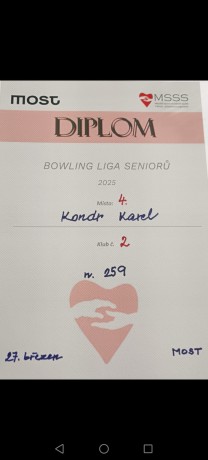 most
MSSS
DIPLOM
BOWLING LIGA SENIORŮ
2025
Místo: 4.
Kondr Karel
Klub č. 2
n. 259
27. březen
MOST